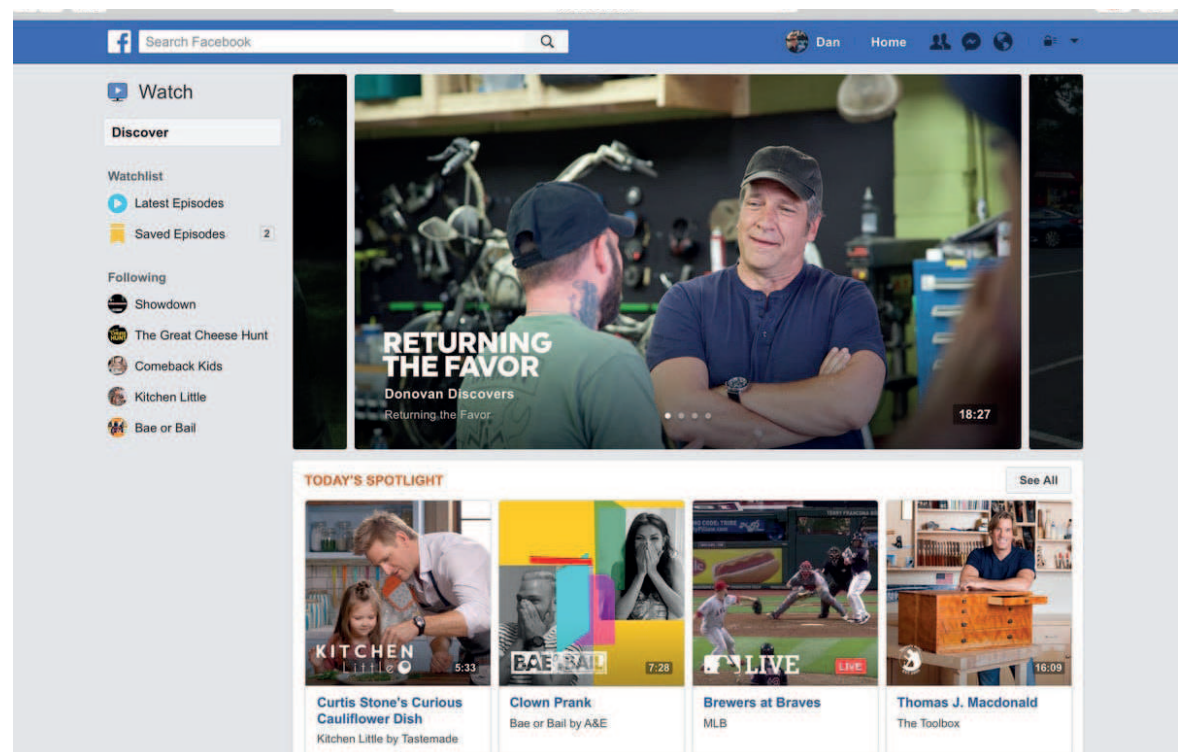 Search Facebook
Dan Home
Watch
Discover
Watchlist
Latest Episodes
Saved Episodes 2
Following
Showdown
The Great Cheese Hunt
Comeback Kids
Kitchen Little
Bae or Bail
RETURNING
THE FAVOR
Donovan Discovers
Returning the Favor
18:27
TODAY'S SPOTLIGHT
See All
KITCHEN
Little
5:33
Curtis Stone's Curious
Cauliflower Dish
Kitchen Little by Tastemade
BAE BAIL
7:28
Clown Prank
Bae or Bail by A&E
LIVE
LIVE
Brewers at Braves
MLB
16:09
Thomas J. Macdonald
The Toolbox